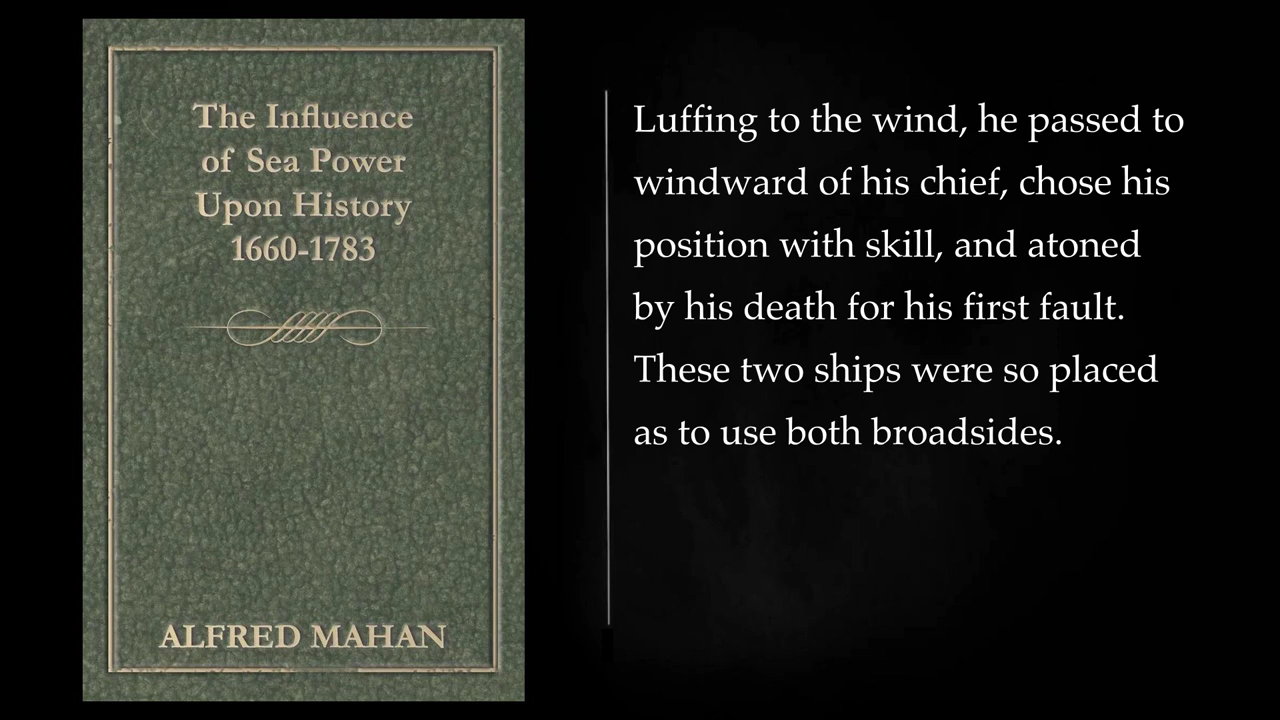 The Influence
of Sea Power
Upon History
1660-1783
ALFRED MAHAN
Luffing to the wind, he passed to
windward of his chief, chose his
position with skill, and atoned
by his death for his first fault.
These two ships were so placed
as to use both broadsides.